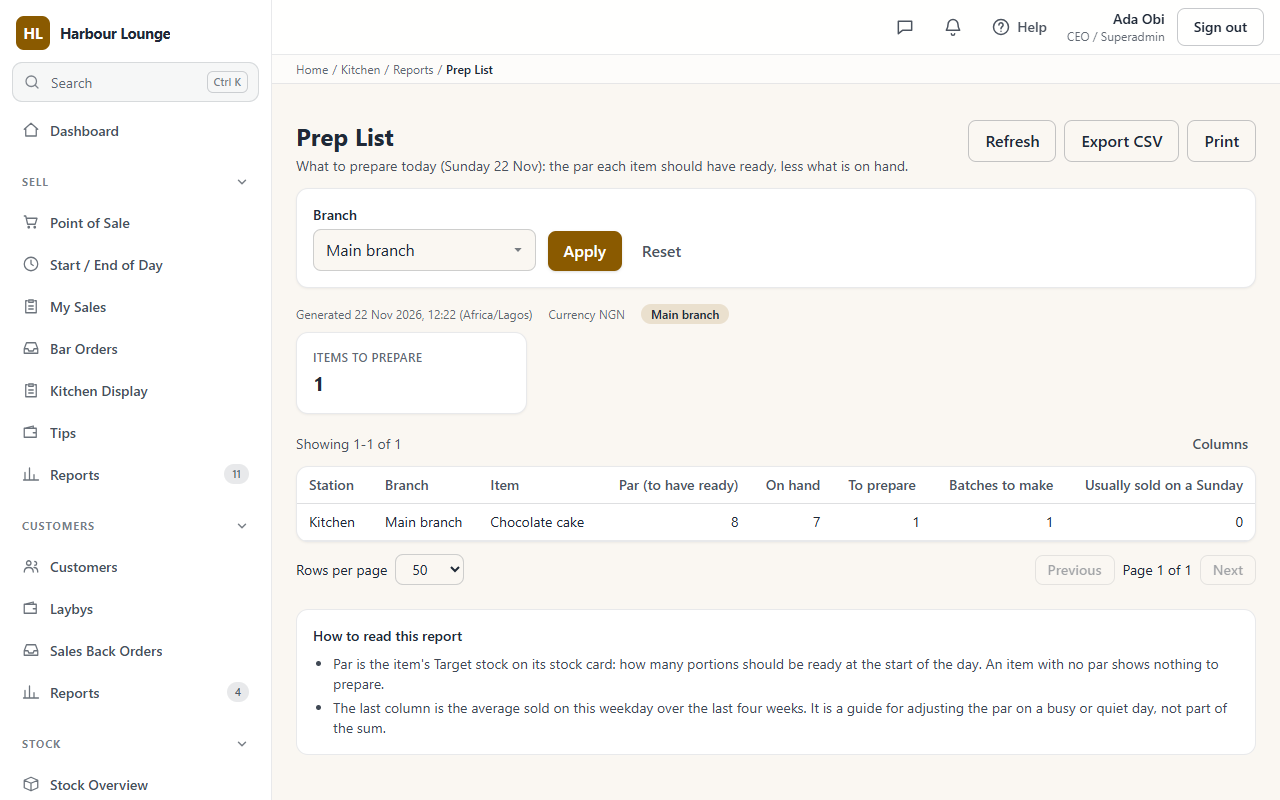 HL Harbour Lounge
Search Ctrl K
Dashboard
SELL
Point of Sale
Start / End of Day
My Sales
Bar Orders
Kitchen Display
Tips
Reports 11
CUSTOMERS
Customers
Laybys
Sales Back Orders
Reports 4
STOCK
Stock Overview
Help
Ada Obi
CEO / Superadmin
Sign out
Home / Kitchen / Reports / Prep List
Prep List
What to prepare today (Sunday 22 Nov): the par each item should have ready, less what is on hand.
Refresh Export CSV Print
Branch
Main branch Apply Reset
Generated 22 Nov 2026, 12:22 (Africa/Lagos) Currency NGN Main branch
ITEMS TO PREPARE
1
Showing 1-1 of 1 Columns
Station Branch Item Par (to have ready) On hand To prepare Batches to make Usually sold on a Sunday
Kitchen Main branch Chocolate cake 8 7 1 1 0
Rows per page 50 Previous Page 1 of 1 Next
How to read this report
• Par is the item's Target stock on its stock card: how many portions should be ready at the start of the day. An item with no par shows nothing to
prepare.
• The last column is the average sold on this weekday over the last four weeks. It is a guide for adjusting the par on a busy or quiet day, not part of
the sum.